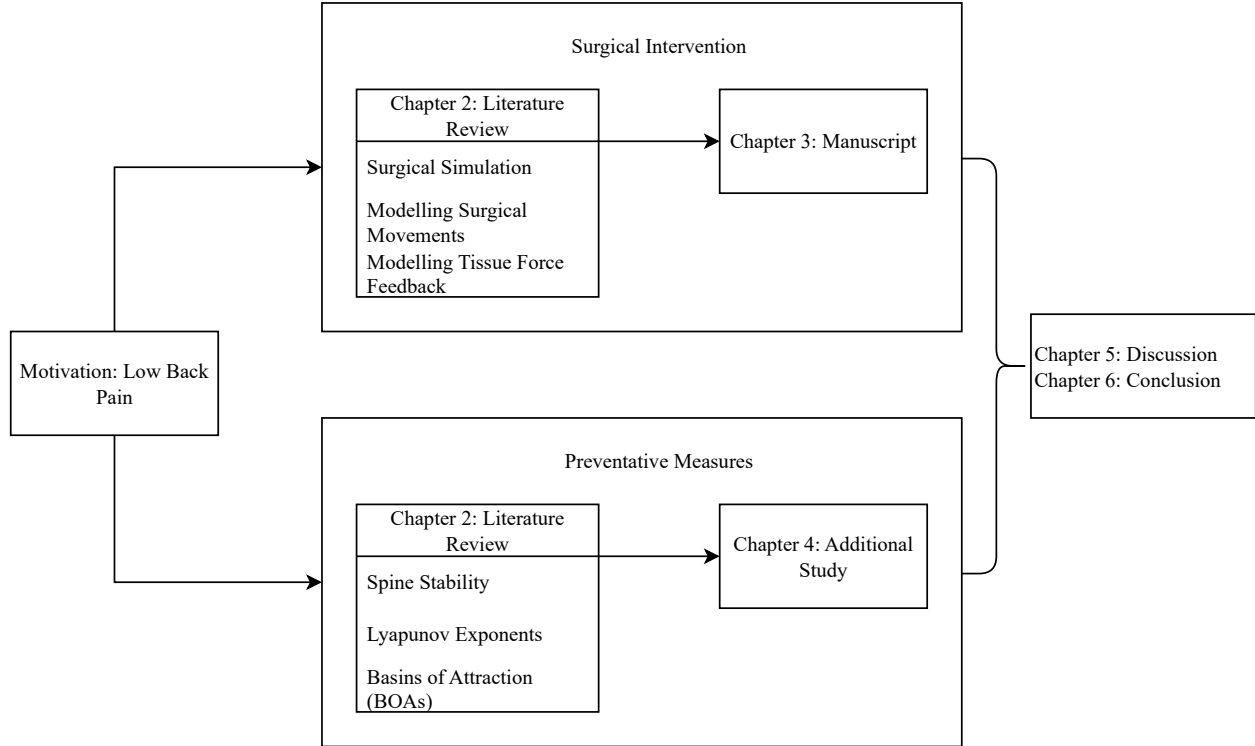 Surgical Intervention
Chapter 2: Literature
Review
Surgical Simulation
Modelling Surgical
Movements
Modelling Tissue Force
Feedback
Chapter 3: Manuscript
Motivation: Low Back
Pain
Preventative Measures
Chapter 2: Literature
Review
Spine Stability
Lyapunov Exponents
Basins of Attraction
(BOAs)
Chapter 4: Additional
Study
Chapter 5: Discussion
Chapter 6: Conclusion